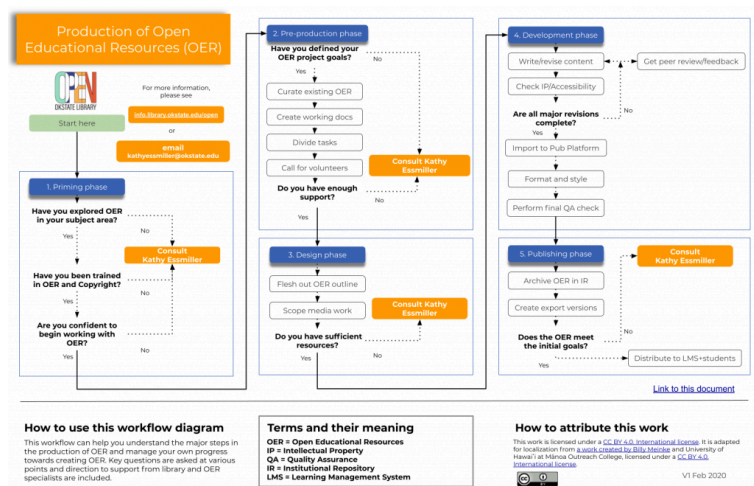 Production of Open
Educational Resources (OER)
OPEN
OKSTATE LIBRARY
For more information,
please see
info.library.okstate.edu/open
or
email
kathyessmiller@okstate.edu
Start here
1. Priming phase
Have you explored OER
in your subject area?
No
Yes
Consult
Kathy Essmiller
Have you been trained
in OER and Copyright?
No
Yes
Are you confident to
begin working with
OER?
No
Yes
2. Pre-production phase
Have you defined your
OER project goals?
No
Yes
Curate existing OER
Create working docs
Divide tasks
Call for volunteers
Consult Kathy
Essmiller
Do you have enough
support?
No
Yes
3. Design phase
Flesh out OER outline
Scope media work
Consult Kathy
Essmiller
Do you have sufficient
resources?
No
Yes
4. Development phase
Write/revise content
Get peer review/feedback
Check IP/Accessibility
No
Are all major revisions
complete?
Yes
Import to Pub Platform
Format and style
Perform final QA check
5. Publishing phase
Consult
Kathy Essmiller
Archive OER in IR
Create export versions
Does the OER meet
the initial goals?
No
Yes
Distribute to LMS+students
Link to this document
How to use this workflow diagram
This workflow can help you understand the major steps in
the production of OER and manage your own progress
towards creating OER. Key questions are asked at various
points and direction to support from library and OER
specialists are included.
Terms and their meaning
OER = Open Educational Resources
IP = Intellectual Property
QA = Quality Assurance
IR = Institutional Repository
LMS = Learning Management System
How to attribute this work
This work is licensed under a CC BY 4.0. International license. It is adapted
for localization from a work created by Billy Meinke and University of
Hawai'i at Mānoa Outreach College, licensed under a CC BY 4.0.
International license.
cc
V1 Feb 2020